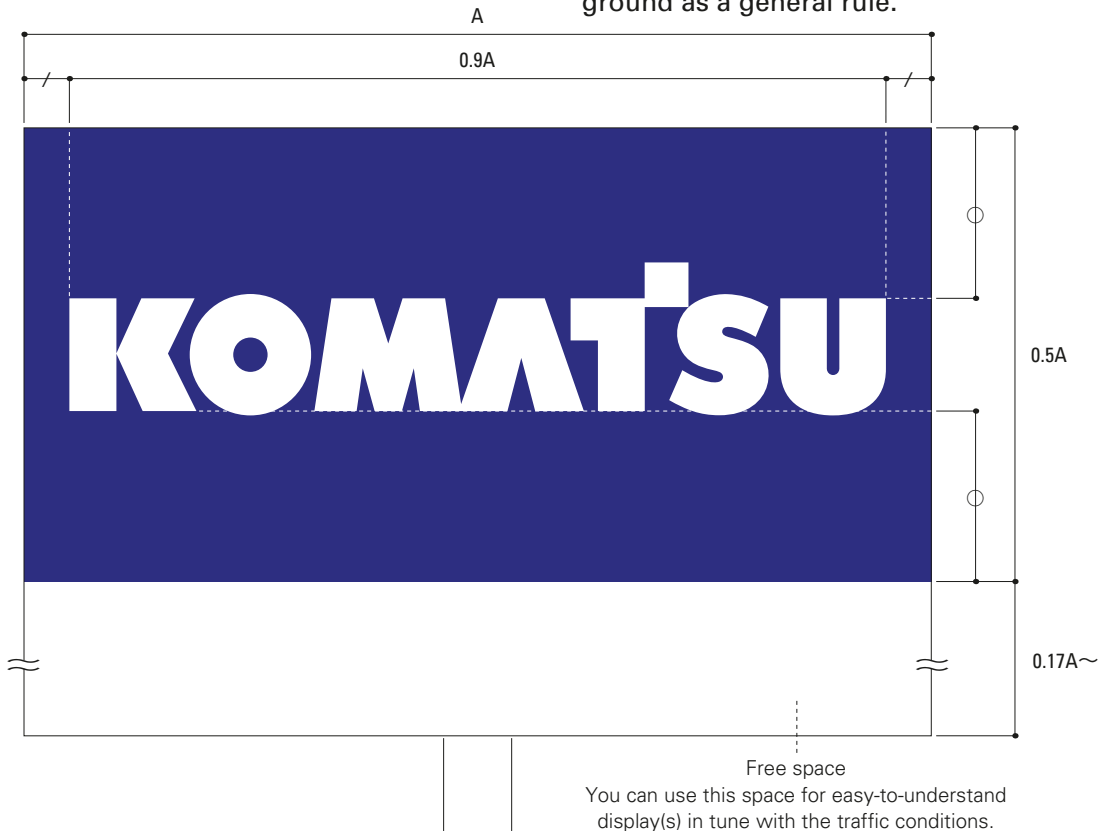 ground as a general rule.
A
0.9A
KOMATSU
0.5A
0.17A～
Free space
You can use this space for easy-to-understand
display(s) in tune with the traffic conditions.